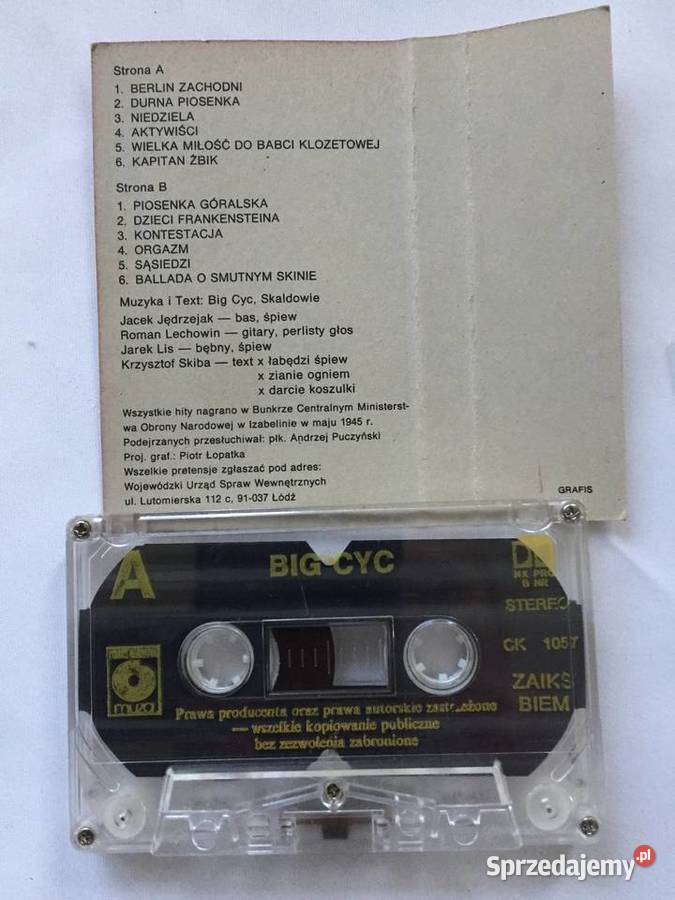 Strona A
1. BERLIN ZACHODNI
2. DURNA PIOSENKA
3. NIEDZIELA
4. AKTYWIŚCI
5. WIELKA MIŁOŚĆ DO BABCI KLOZETOWEJ
6. KAPITAN ŻBIK
Strona B
1. PIOSENKA GÓRALSKA
2. DZIECI FRANKENSTEINA
3. KONTESTACJA
4. ORGAZM
5. SĄSIEDZI
6. BALLADA O SMUTNYM SKINIE
Muzyka i Text: Big Cyc, Skaldowie
Jacek Jędrzejak — bas, śpiew
Roman Lechowin — gitary, perlisty głos
Jarek Lis — bębny, śpiew
Krzysztof Skiba — text x łabędzi śpiew
x zianie ogniem
x darcie koszulki
Wszystkie hity nagrano w Bunkrze Centralnym Ministerst-
wa Obrony Narodowej w Izabelinie w maju 1945 r.
Podejrzanych przesłuchiwał: płk. Andrzej Puczyński
Proj. graf.: Piotr Łopatka
Wszelkie pretensje zgłaszać pod adres:
Wojewódzki Urząd Spraw Wewnętrznych
ul. Lutomierska 112 c, 91-037 Łódź
GRAFIS
A
BIG CYC
HX PRO
B NR
STEREO
CK 1057
ZAIKS
BIEM
muza
Prawa producenta oraz prawa autorskie zastrzeżone
— wszelkie kopiowanie publiczne
bez zezwolenia zabronione
Sprzedajemy.pl